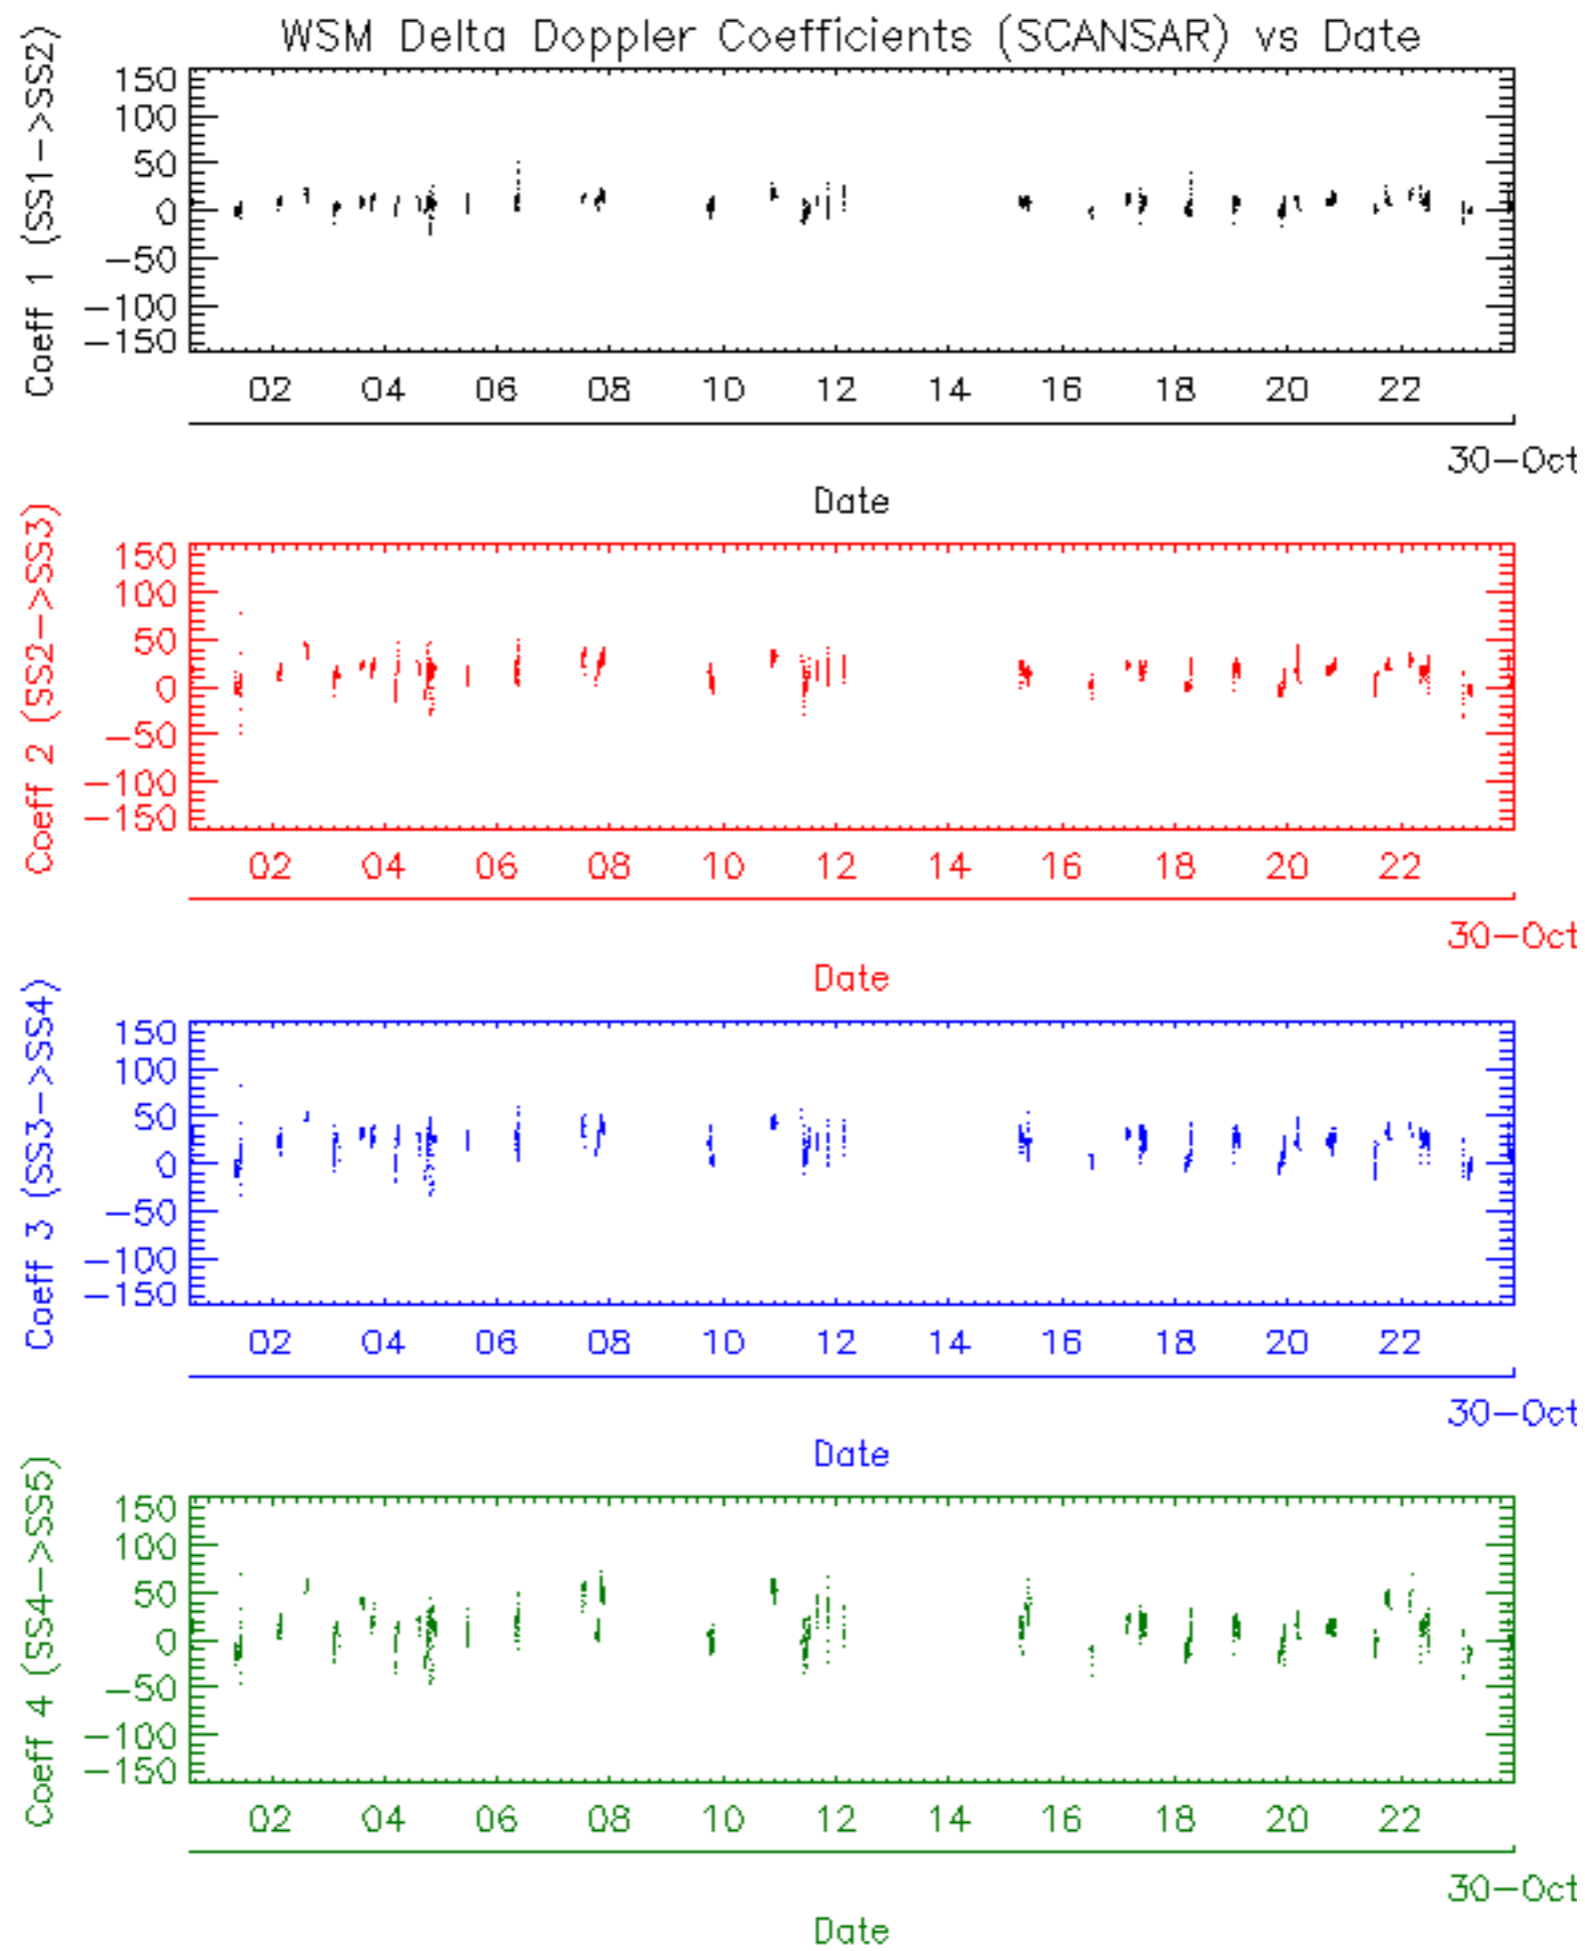 WSM Delta Doppler Coefficients (SCANSAR) vs Date
Coeff 1 (SS1->SS2)
150
100
50
0
-50
-100
-150
02 04 06 08 10 12 14 16 18 20 22
30-Oct
Date
Coeff 2 (SS2->SS3)
150
100
50
0
-50
-100
-150
02 04 06 08 10 12 14 16 18 20 22
30-Oct
Date
Coeff 3 (SS3->SS4)
150
100
50
0
-50
-100
-150
02 04 06 08 10 12 14 16 18 20 22
30-Oct
Date
Coeff 4 (SS4->SS5)
150
100
50
0
-50
-100
-150
02 04 06 08 10 12 14 16 18 20 22
30-Oct
Date